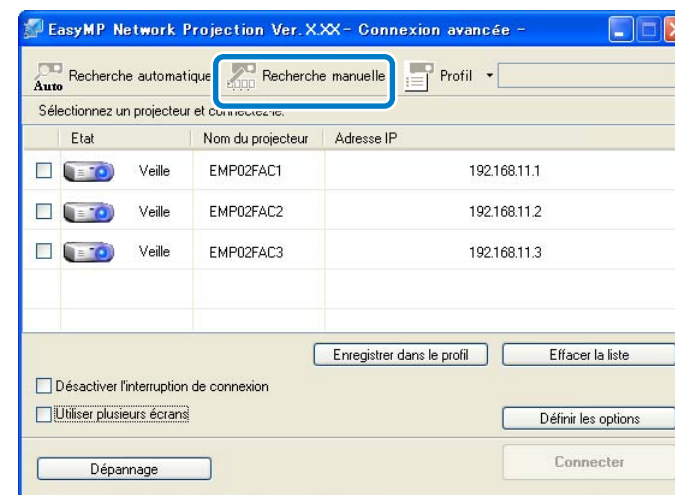 EasyMP Network Projection Ver. X.XX - Connexion avancée -
Auto Recherche automatique Recherche manuelle Profil
Sélectionnez un projecteur et connectez-le.
Etat Nom du projecteur Adresse IP
Veille EMP02FAC1 192.168.11.1
Veille EMP02FAC2 192.168.11.2
Veille EMP02FAC3 192.168.11.3
Enregistrer dans le profil Effacer la liste
Désactiver l'interruption de connexion
Utiliser plusieurs écrans Définir les options
Dépannage Connecter